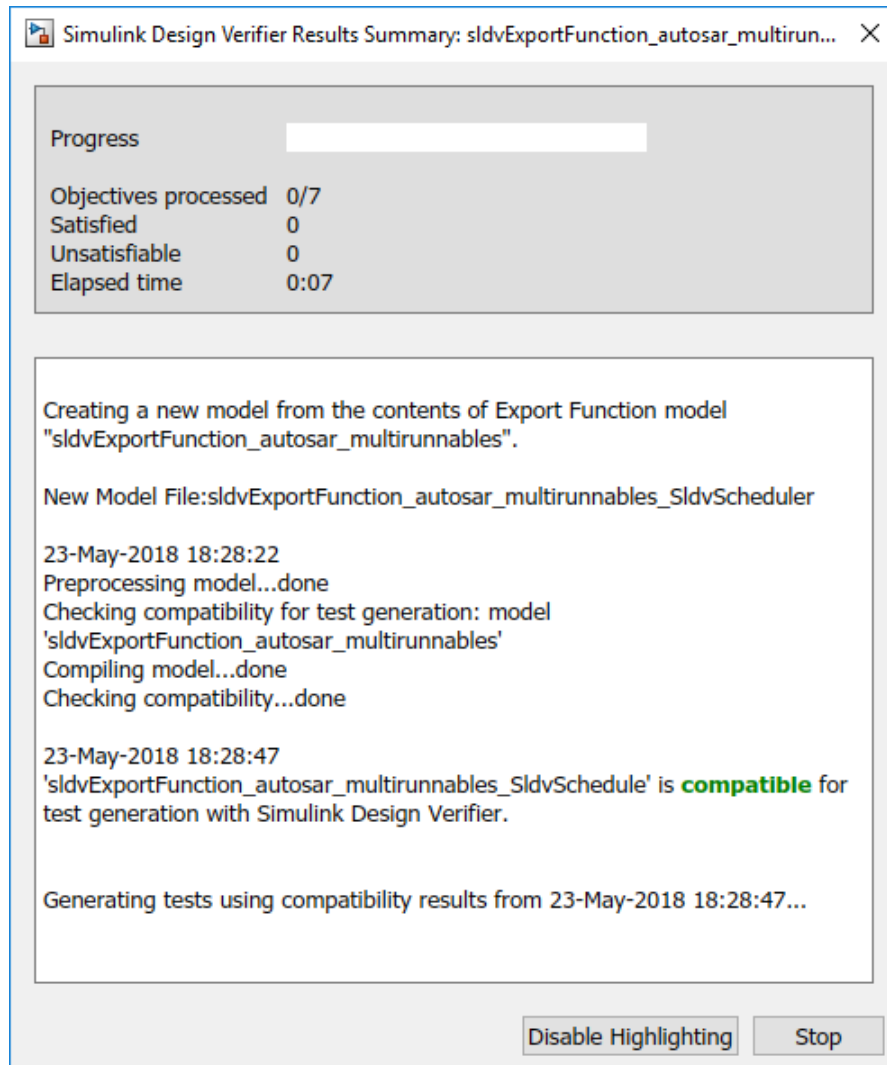 Simulink Design Verifier Results Summary: sldvExportFunction_autosar_multirun...
Progress
Objectives processed 0/7
Satisfied 0
Unsatisfiable 0
Elapsed time 0:07
Creating a new model from the contents of Export Function model
"sldvExportFunction_autosar_multirunnables".
New Model File:sldvExportFunction_autosar_multirunnables_SldvScheduler
23-May-2018 18:28:22
Preprocessing model...done
Checking compatibility for test generation: model
'sldvExportFunction_autosar_multirunnables'
Compiling model...done
Checking compatibility...done
23-May-2018 18:28:47
'sldvExportFunction_autosar_multirunnables_SldvSchedule' is compatible for
test generation with Simulink Design Verifier.
Generating tests using compatibility results from 23-May-2018 18:28:47...
Disable Highlighting Stop